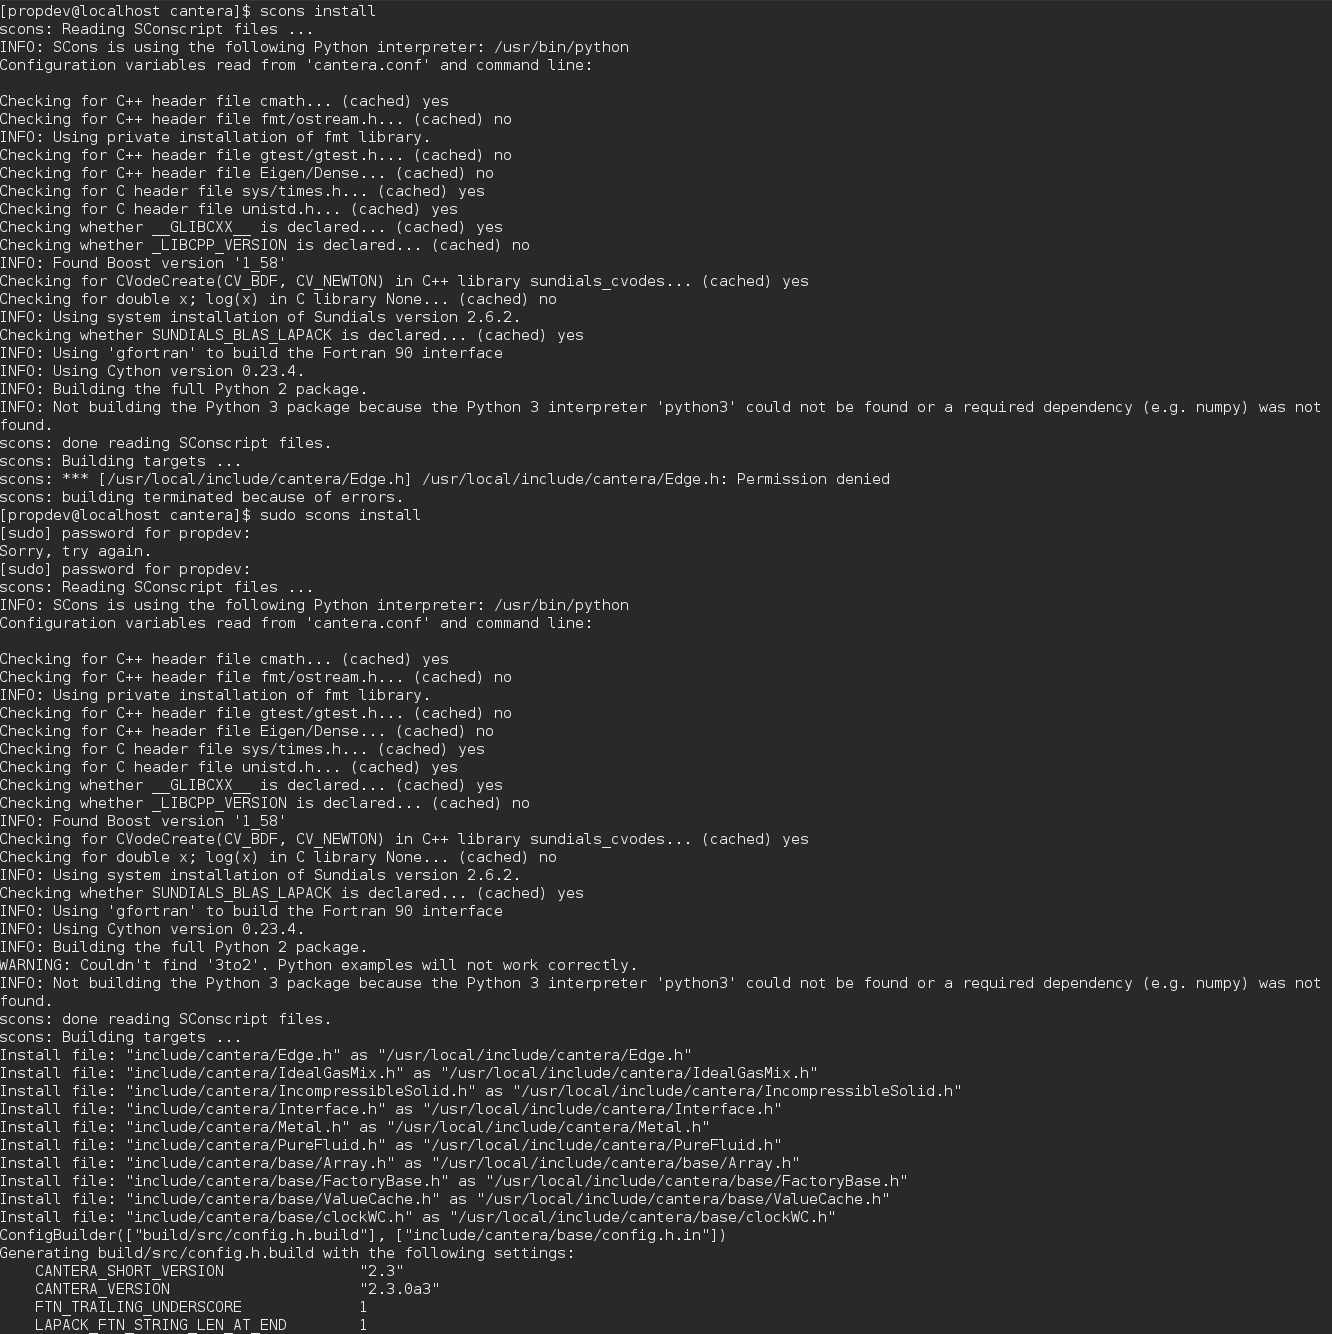 [propdev@localhost cantera]$ scons install
scons: Reading SConscript files ...
INFO: SCons is using the following Python interpreter: /usr/bin/python
Configuration variables read from 'cantera.conf' and command line:
Checking for C++ header file cmath... (cached) yes
Checking for C++ header file fmt/ostream.h... (cached) no
INFO: Using private installation of fmt library.
Checking for C++ header file gtest/gtest.h... (cached) no
Checking for C++ header file Eigen/Dense... (cached) no
Checking for C header file sys/times.h... (cached) yes
Checking for C header file unistd.h... (cached) yes
Checking whether __GLIBCXX__ is declared... (cached) yes
Checking whether _LIBCPP_VERSION is declared... (cached) no
INFO: Found Boost version '1_58'
Checking for CVodeCreate(CV_BDF, CV_NEWTON) in C++ library sundials_cvodes... (cached) yes
Checking for double x; log(x) in C library None... (cached) no
INFO: Using system installation of Sundials version 2.6.2.
Checking whether SUNDIALS_BLAS_LAPACK is declared... (cached) yes
INFO: Using 'gfortran' to build the Fortran 90 interface
INFO: Using Cython version 0.23.4.
INFO: Building the full Python 2 package.
INFO: Not building the Python 3 package because the Python 3 interpreter 'python3' could not be found or a required dependency (e.g. numpy) was not
found.
scons: done reading SConscript files.
scons: Building targets ...
scons: *** [/usr/local/include/cantera/Edge.h] /usr/local/include/cantera/Edge.h: Permission denied
scons: building terminated because of errors.
[propdev@localhost cantera]$ sudo scons install
[sudo] password for propdev:
Sorry, try again.
[sudo] password for propdev:
scons: Reading SConscript files ...
INFO: SCons is using the following Python interpreter: /usr/bin/python
Configuration variables read from 'cantera.conf' and command line:
Checking for C++ header file cmath... (cached) yes
Checking for C++ header file fmt/ostream.h... (cached) no
INFO: Using private installation of fmt library.
Checking for C++ header file gtest/gtest.h... (cached) no
Checking for C++ header file Eigen/Dense... (cached) no
Checking for C header file sys/times.h... (cached) yes
Checking for C header file unistd.h... (cached) yes
Checking whether __GLIBCXX__ is declared... (cached) yes
Checking whether _LIBCPP_VERSION is declared... (cached) no
INFO: Found Boost version '1_58'
Checking for CVodeCreate(CV_BDF, CV_NEWTON) in C++ library sundials_cvodes... (cached) yes
Checking for double x; log(x) in C library None... (cached) no
INFO: Using system installation of Sundials version 2.6.2.
Checking whether SUNDIALS_BLAS_LAPACK is declared... (cached) yes
INFO: Using 'gfortran' to build the Fortran 90 interface
INFO: Using Cython version 0.23.4.
INFO: Building the full Python 2 package.
WARNING: Couldn't find '3to2'. Python examples will not work correctly.
INFO: Not building the Python 3 package because the Python 3 interpreter 'python3' could not be found or a required dependency (e.g. numpy) was not
found.
scons: done reading SConscript files.
scons: Building targets ...
Install file: "include/cantera/Edge.h" as "/usr/local/include/cantera/Edge.h"
Install file: "include/cantera/IdealGasMix.h" as "/usr/local/include/cantera/IdealGasMix.h"
Install file: "include/cantera/IncompressibleSolid.h" as "/usr/local/include/cantera/IncompressibleSolid.h"
Install file: "include/cantera/Interface.h" as "/usr/local/include/cantera/Interface.h"
Install file: "include/cantera/Metal.h" as "/usr/local/include/cantera/Metal.h"
Install file: "include/cantera/PureFluid.h" as "/usr/local/include/cantera/PureFluid.h"
Install file: "include/cantera/base/Array.h" as "/usr/local/include/cantera/base/Array.h"
Install file: "include/cantera/base/FactoryBase.h" as "/usr/local/include/cantera/base/FactoryBase.h"
Install file: "include/cantera/base/ValueCache.h" as "/usr/local/include/cantera/base/ValueCache.h"
Install file: "include/cantera/base/clockWC.h" as "/usr/local/include/cantera/base/clockWC.h"
ConfigBuilder(["build/src/config.h.build"], ["include/cantera/base/config.h.in"])
Generating build/src/config.h.build with the following settings:
    CANTERA_SHORT_VERSION               "2.3"
    CANTERA_VERSION                     "2.3.0a3"
    FTN_TRAILING_UNDERSCORE             1
    LAPACK_FTN_STRING_LEN_AT_END        1